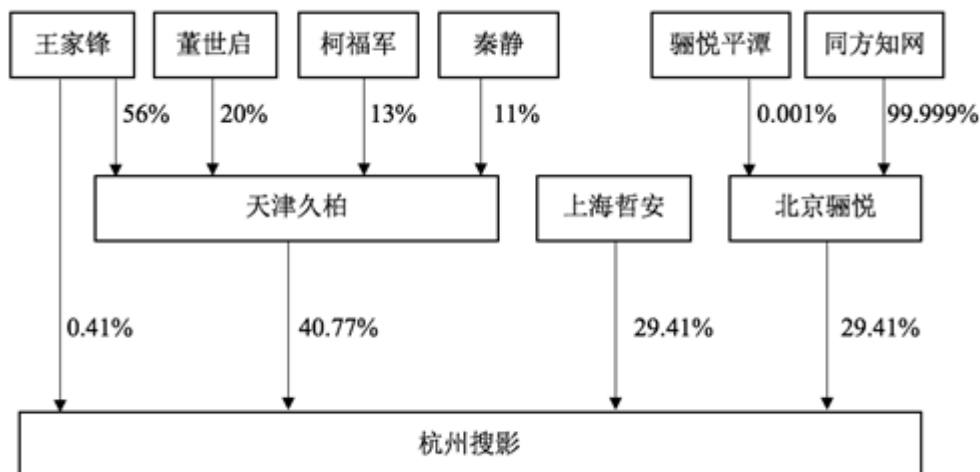 王家锋 董世启 柯福军 秦静 骊悦平潭 同方知网
56% 20% 13% 11% 0.001% 99.999%
天津久柏 上海哲安 北京骊悦
0.41% 40.77% 29.41% 29.41%
杭州搜影